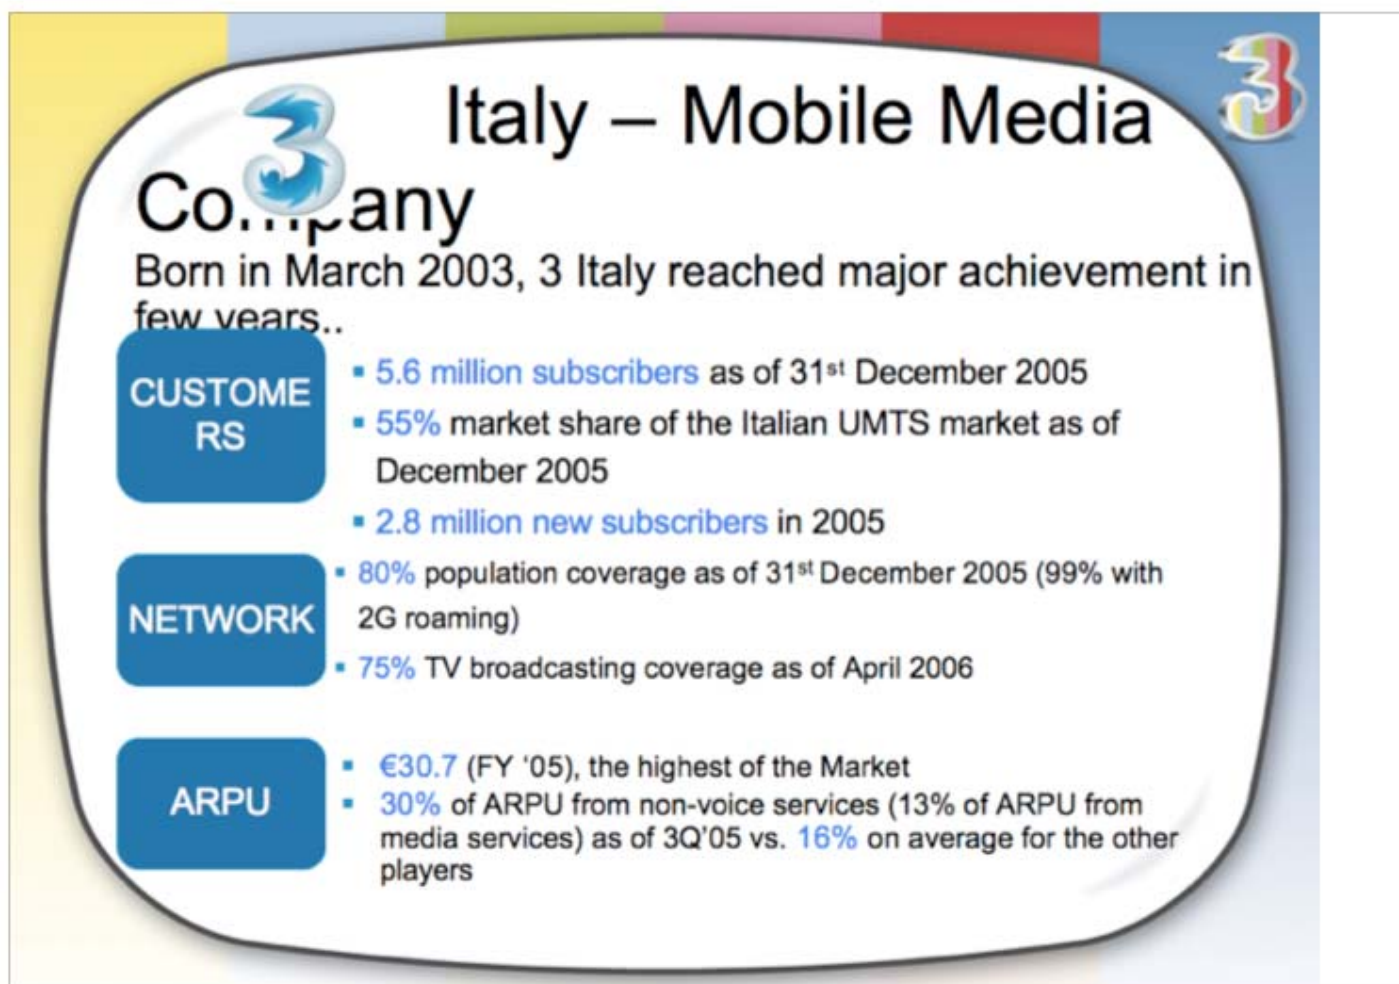 3 Italy – Mobile Media
Company
Born in March 2003, 3 Italy reached major achievement in
few years..
CUSTOME
RS
▪ 5.6 million subscribers as of 31st December 2005
▪ 55% market share of the Italian UMTS market as of
December 2005
▪ 2.8 million new subscribers in 2005
NETWORK
▪ 80% population coverage as of 31st December 2005 (99% with
2G roaming)
▪ 75% TV broadcasting coverage as of April 2006
ARPU
▪ €30.7 (FY '05), the highest of the Market
▪ 30% of ARPU from non-voice services (13% of ARPU from
media services) as of 3Q'05 vs. 16% on average for the other
players
3